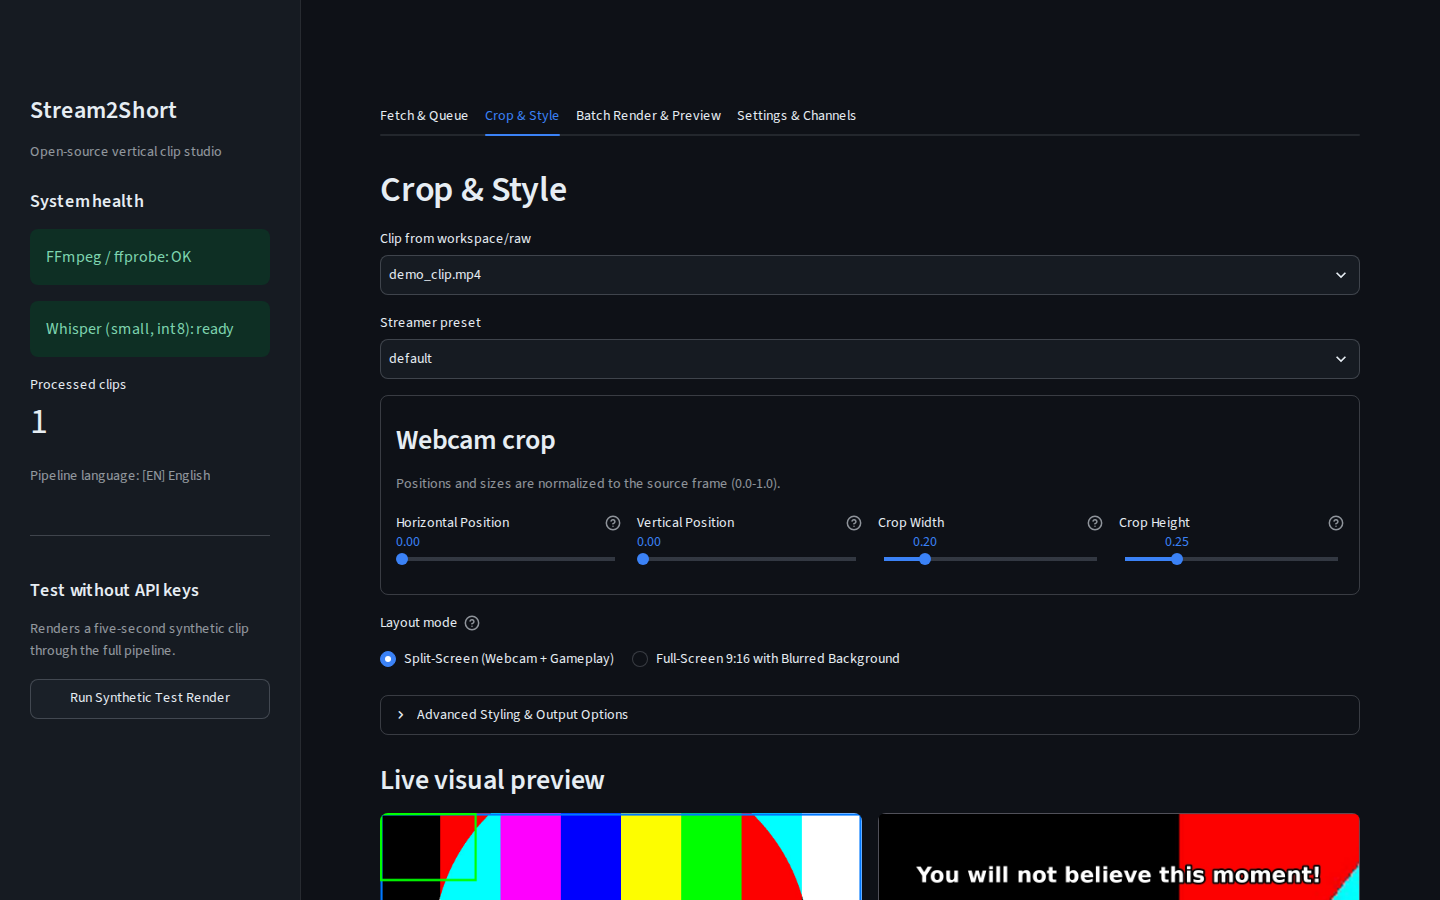 Stream2Short
Open-source vertical clip studio
System health
FFmpeg / ffprobe: OK
Whisper (small, int8): ready
Processed clips
1
Pipeline language: [EN] English
Test without API keys
Renders a five-second synthetic clip
through the full pipeline.
Run Synthetic Test Render
Fetch & Queue
Crop & Style
Batch Render & Preview
Settings & Channels
Crop & Style
Clip from workspace/raw
demo_clip.mp4
Streamer preset
default
Webcam crop
Positions and sizes are normalized to the source frame (0.0-1.0).
Horizontal Position
0.00
Vertical Position
0.00
Crop Width
0.20
Crop Height
0.25
Layout mode
Split-Screen (Webcam + Gameplay)
Full-Screen 9:16 with Blurred Background
Advanced Styling & Output Options
Live visual preview
You will not believe this moment!